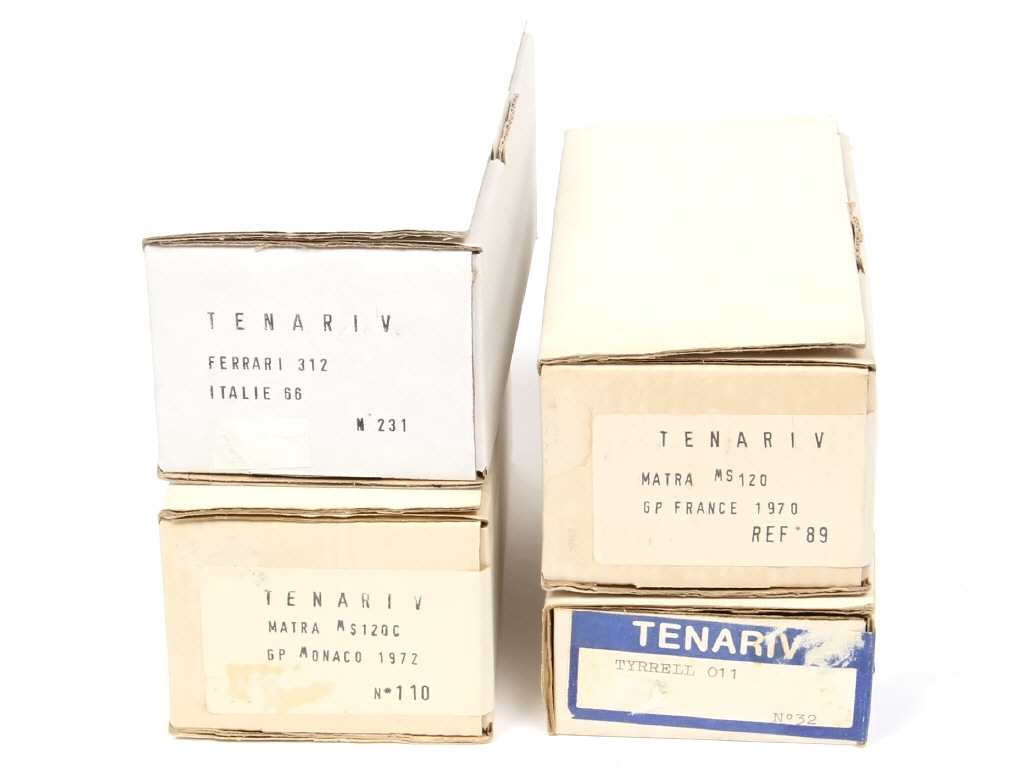 TENARIV
FERRARI 312
ITALIE 66
N° 231
TENARIV
MATRA MS120
GP FRANCE 1970
REF°89
TENARIV
MATRA MS120C
GP MONACO 1972
N°110
TENARIV
TYRRELL 011
N°32